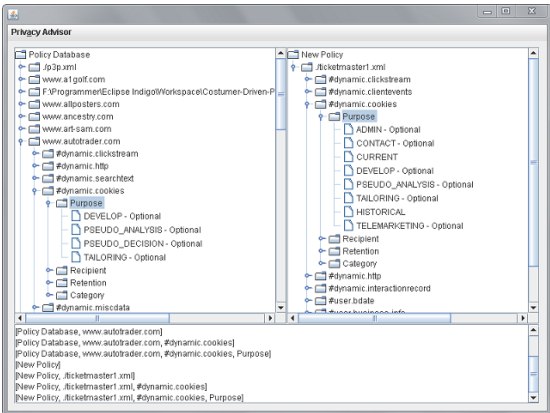 Privacy Advisor
Policy Database
./p3p.xml
www.a1golf.com
F:\Programmer\Eclipse Indigo\Workspace\Costumer-Driven-P
www.allposters.com
www.ancestry.com
www.art-sam.com
www.autotrader.com
#dynamic.clickstream
#dynamic.http
#dynamic.searchtext
#dynamic.cookies
Purpose
DEVELOP - Optional
PSEUDO_ANALYSIS - Optional
PSEUDO_DECISION - Optional
TAILORING - Optional
Recipient
Retention
Category
#dynamic.miscdata
New Policy
./ticketmaster1.xml
#dynamic.clickstream
#dynamic.clientevents
#dynamic.cookies
Purpose
ADMIN - Optional
CONTACT - Optional
CURRENT
DEVELOP - Optional
PSEUDO_ANALYSIS - Optional
TAILORING - Optional
HISTORICAL
TELEMARKETING - Optional
Recipient
Retention
Category
#dynamic.http
#dynamic.interactionrecord
#user.bdate
#user.business-info
[Policy Database, www.autotrader.com]
[Policy Database, www.autotrader.com, #dynamic.cookies]
[Policy Database, www.autotrader.com, #dynamic.cookies, Purpose]
[New Policy]
[New Policy, ./ticketmaster1.xml]
[New Policy, ./ticketmaster1.xml, #dynamic.cookies]
[New Policy, ./ticketmaster1.xml, #dynamic.cookies, Purpose]